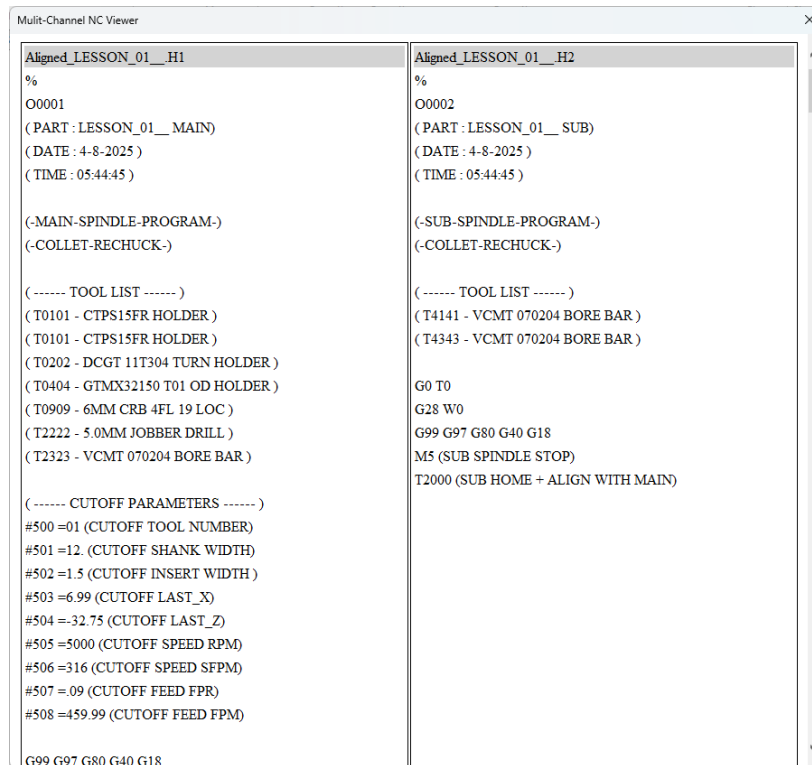 Mulit-Channel NC Viewer
Aligned_LESSON_01__.H1
%
O0001
( PART : LESSON_01__ MAIN)
( DATE : 4-8-2025 )
( TIME : 05:44:45 )
(-MAIN-SPINDLE-PROGRAM-)
(-COLLET-RECHUCK-)
( ------ TOOL LIST ------ )
( T0101 - CTPS15FR HOLDER )
( T0101 - CTPS15FR HOLDER )
( T0202 - DCGT 11T304 TURN HOLDER )
( T0404 - GTMX32150 T01 OD HOLDER )
( T0909 - 6MM CRB 4FL 19 LOC )
( T2222 - 5.0MM JOBBER DRILL )
( T2323 - VCMT 070204 BORE BAR )
( ------ CUTOFF PARAMETERS ------ )
#500 =01 (CUTOFF TOOL NUMBER)
#501 =12. (CUTOFF SHANK WIDTH)
#502 =1.5 (CUTOFF INSERT WIDTH )
#503 =6.99 (CUTOFF LAST_X)
#504 =-32.75 (CUTOFF LAST_Z)
#505 =5000 (CUTOFF SPEED RPM)
#506 =316 (CUTOFF SPEED SFPM)
#507 =.09 (CUTOFF FEED FPR)
#508 =459.99 (CUTOFF FEED FPM)
G99 G97 G80 G40 G18
Aligned_LESSON_01__.H2
%
O0002
( PART : LESSON_01__ SUB)
( DATE : 4-8-2025 )
( TIME : 05:44:45 )
(-SUB-SPINDLE-PROGRAM-)
(-COLLET-RECHUCK-)
( ------ TOOL LIST ------ )
( T4141 - VCMT 070204 BORE BAR )
( T4343 - VCMT 070204 BORE BAR )
G0 T0
G28 W0
G99 G97 G80 G40 G18
M5 (SUB SPINDLE STOP)
T2000 (SUB HOME + ALIGN WITH MAIN)